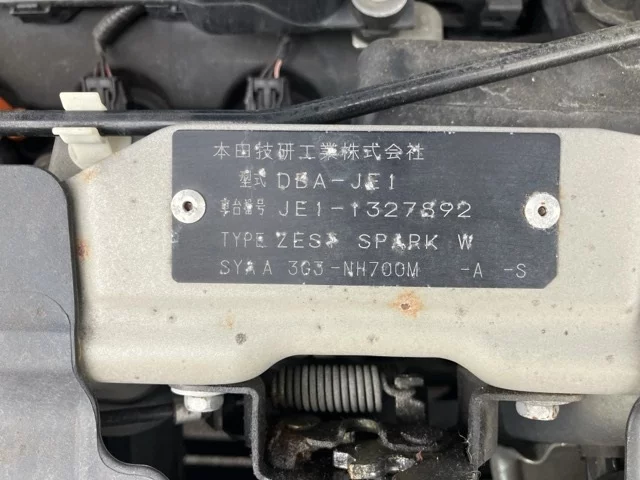 本田技研工業株式会社
型式 DBA-JE1
車台番号 JE1-1327892
TYPE ZEST SPARK W
SYAA 3G3-NH700M -A -S